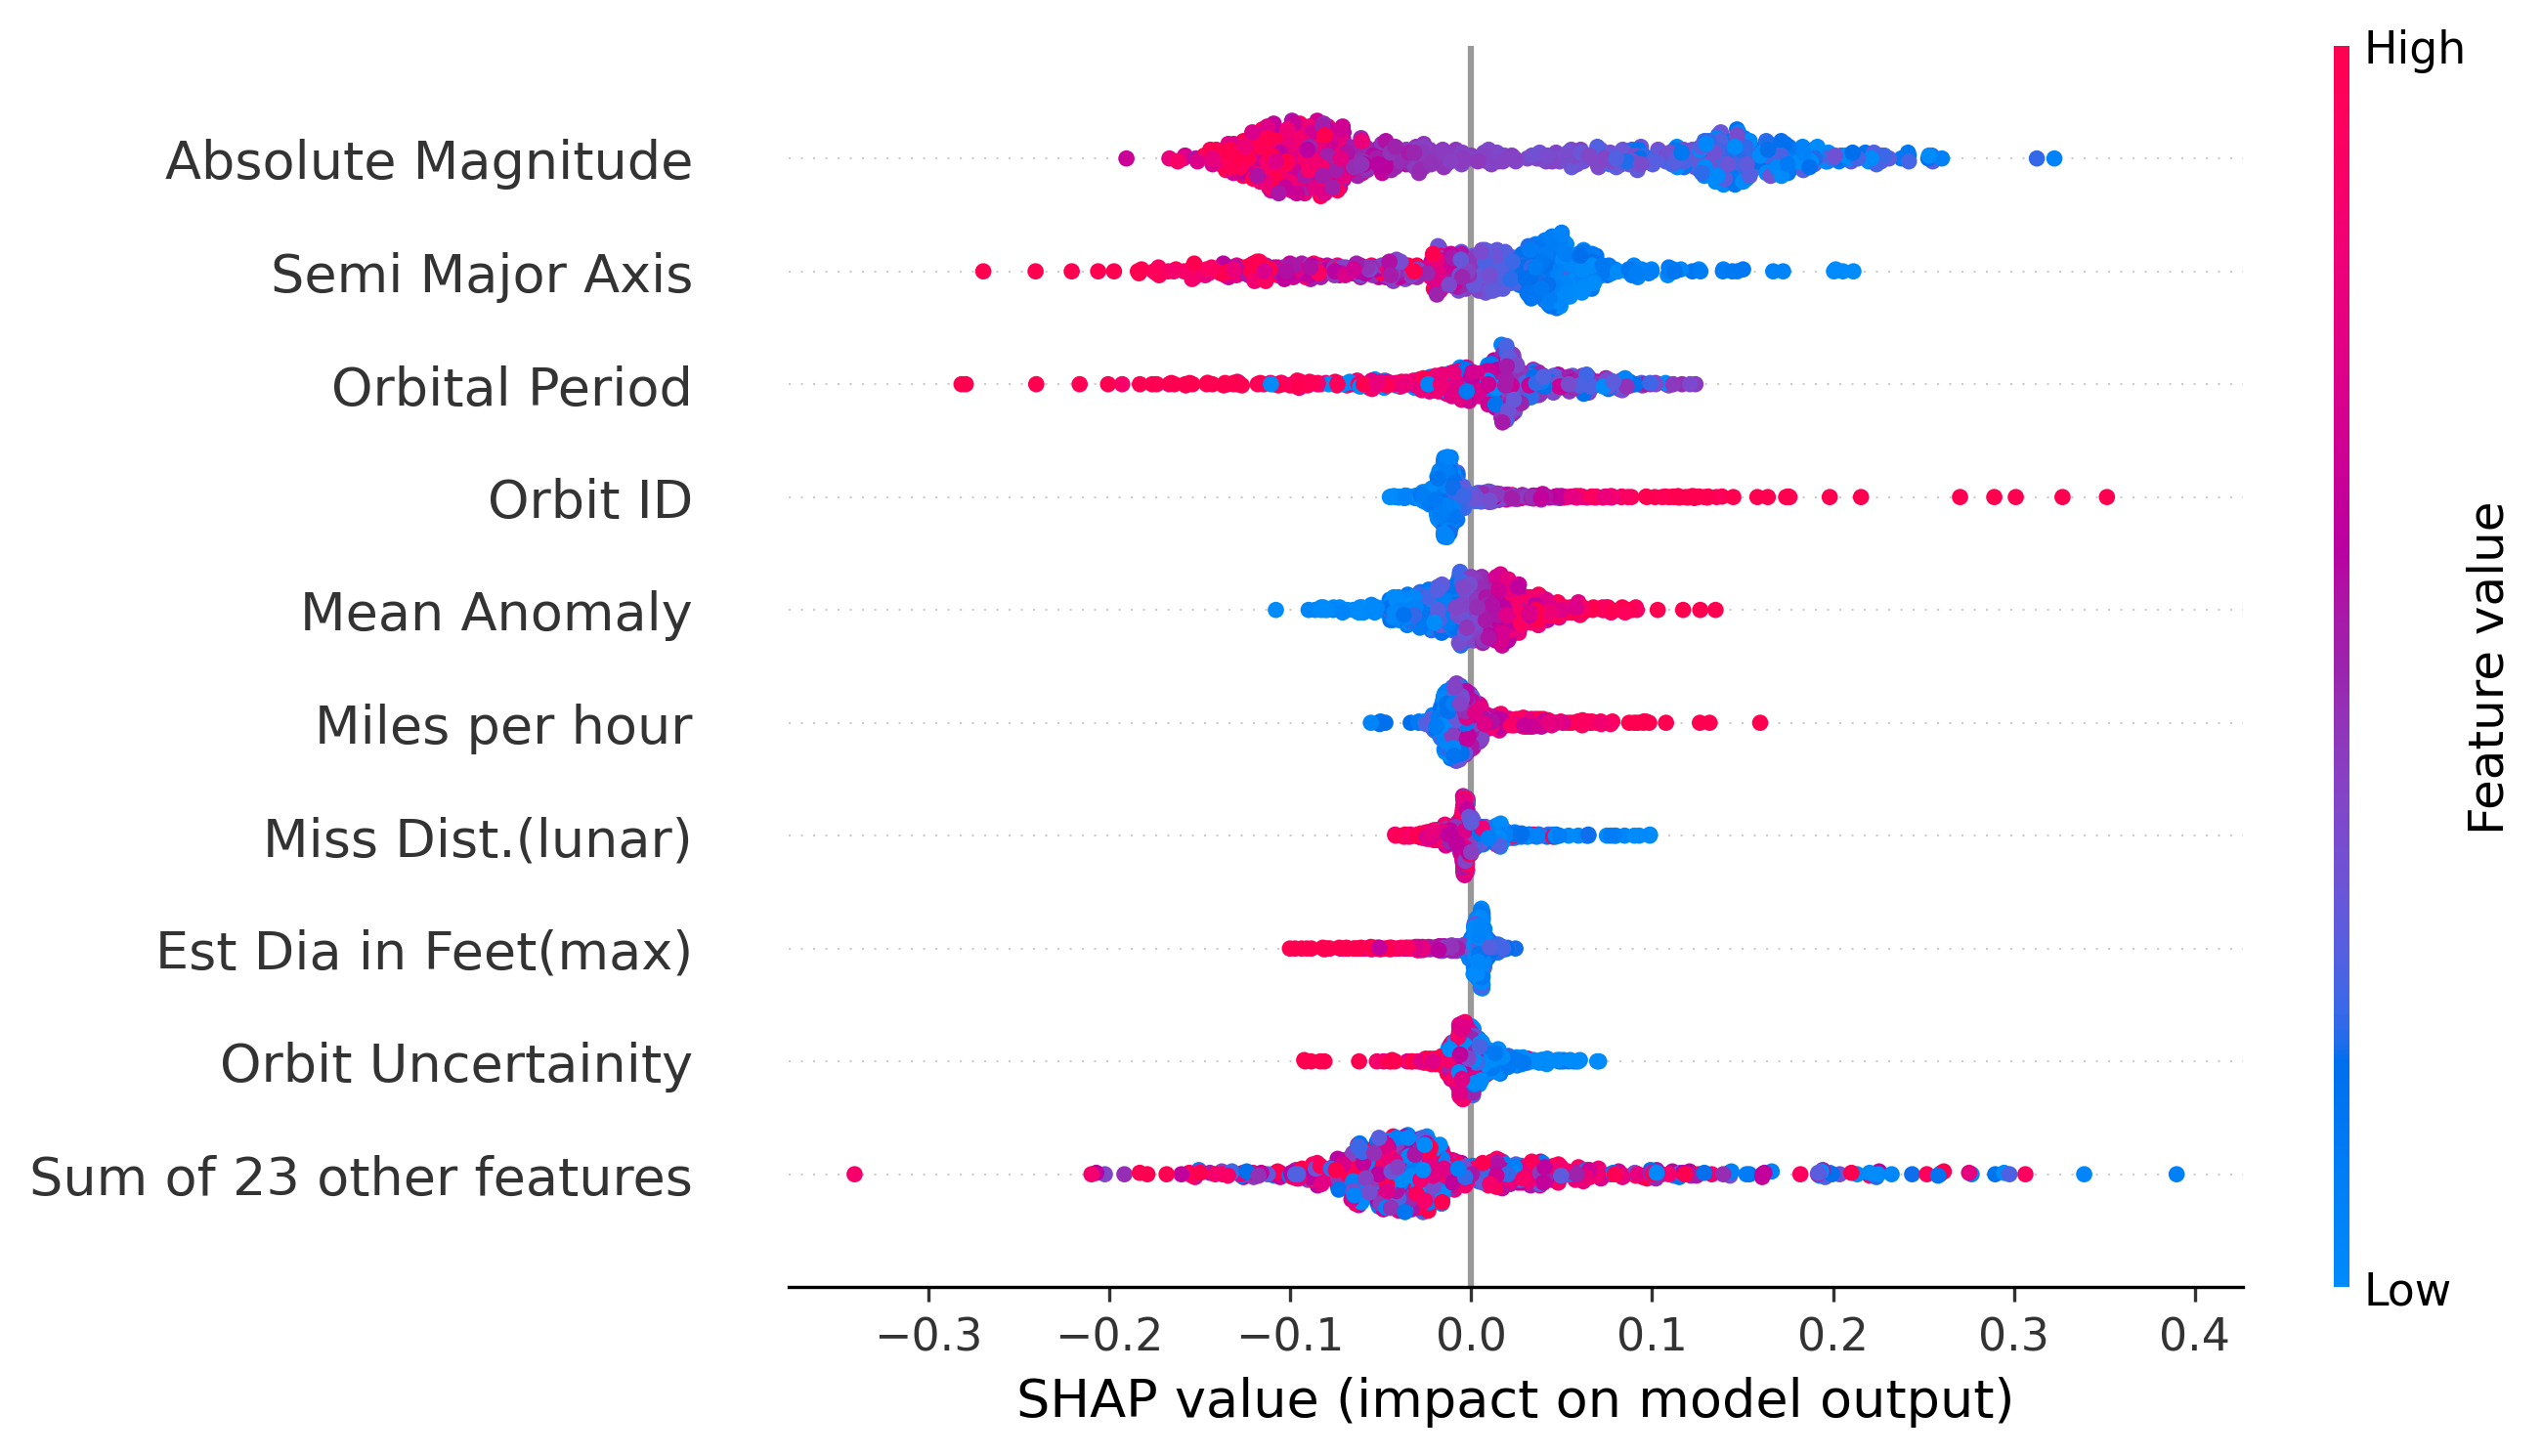 High
Absolute Magnitude
Semi Major Axis
Orbital Period
Orbit ID
Mean Anomaly
Miles per hour
Miss Dist.(lunar)
Est Dia in Feet(max)
Orbit Uncertainity
Sum of 23 other features
Feature value
Low
−0.3 −0.2 −0.1 0.0 0.1 0.2 0.3 0.4
SHAP value (impact on model output)